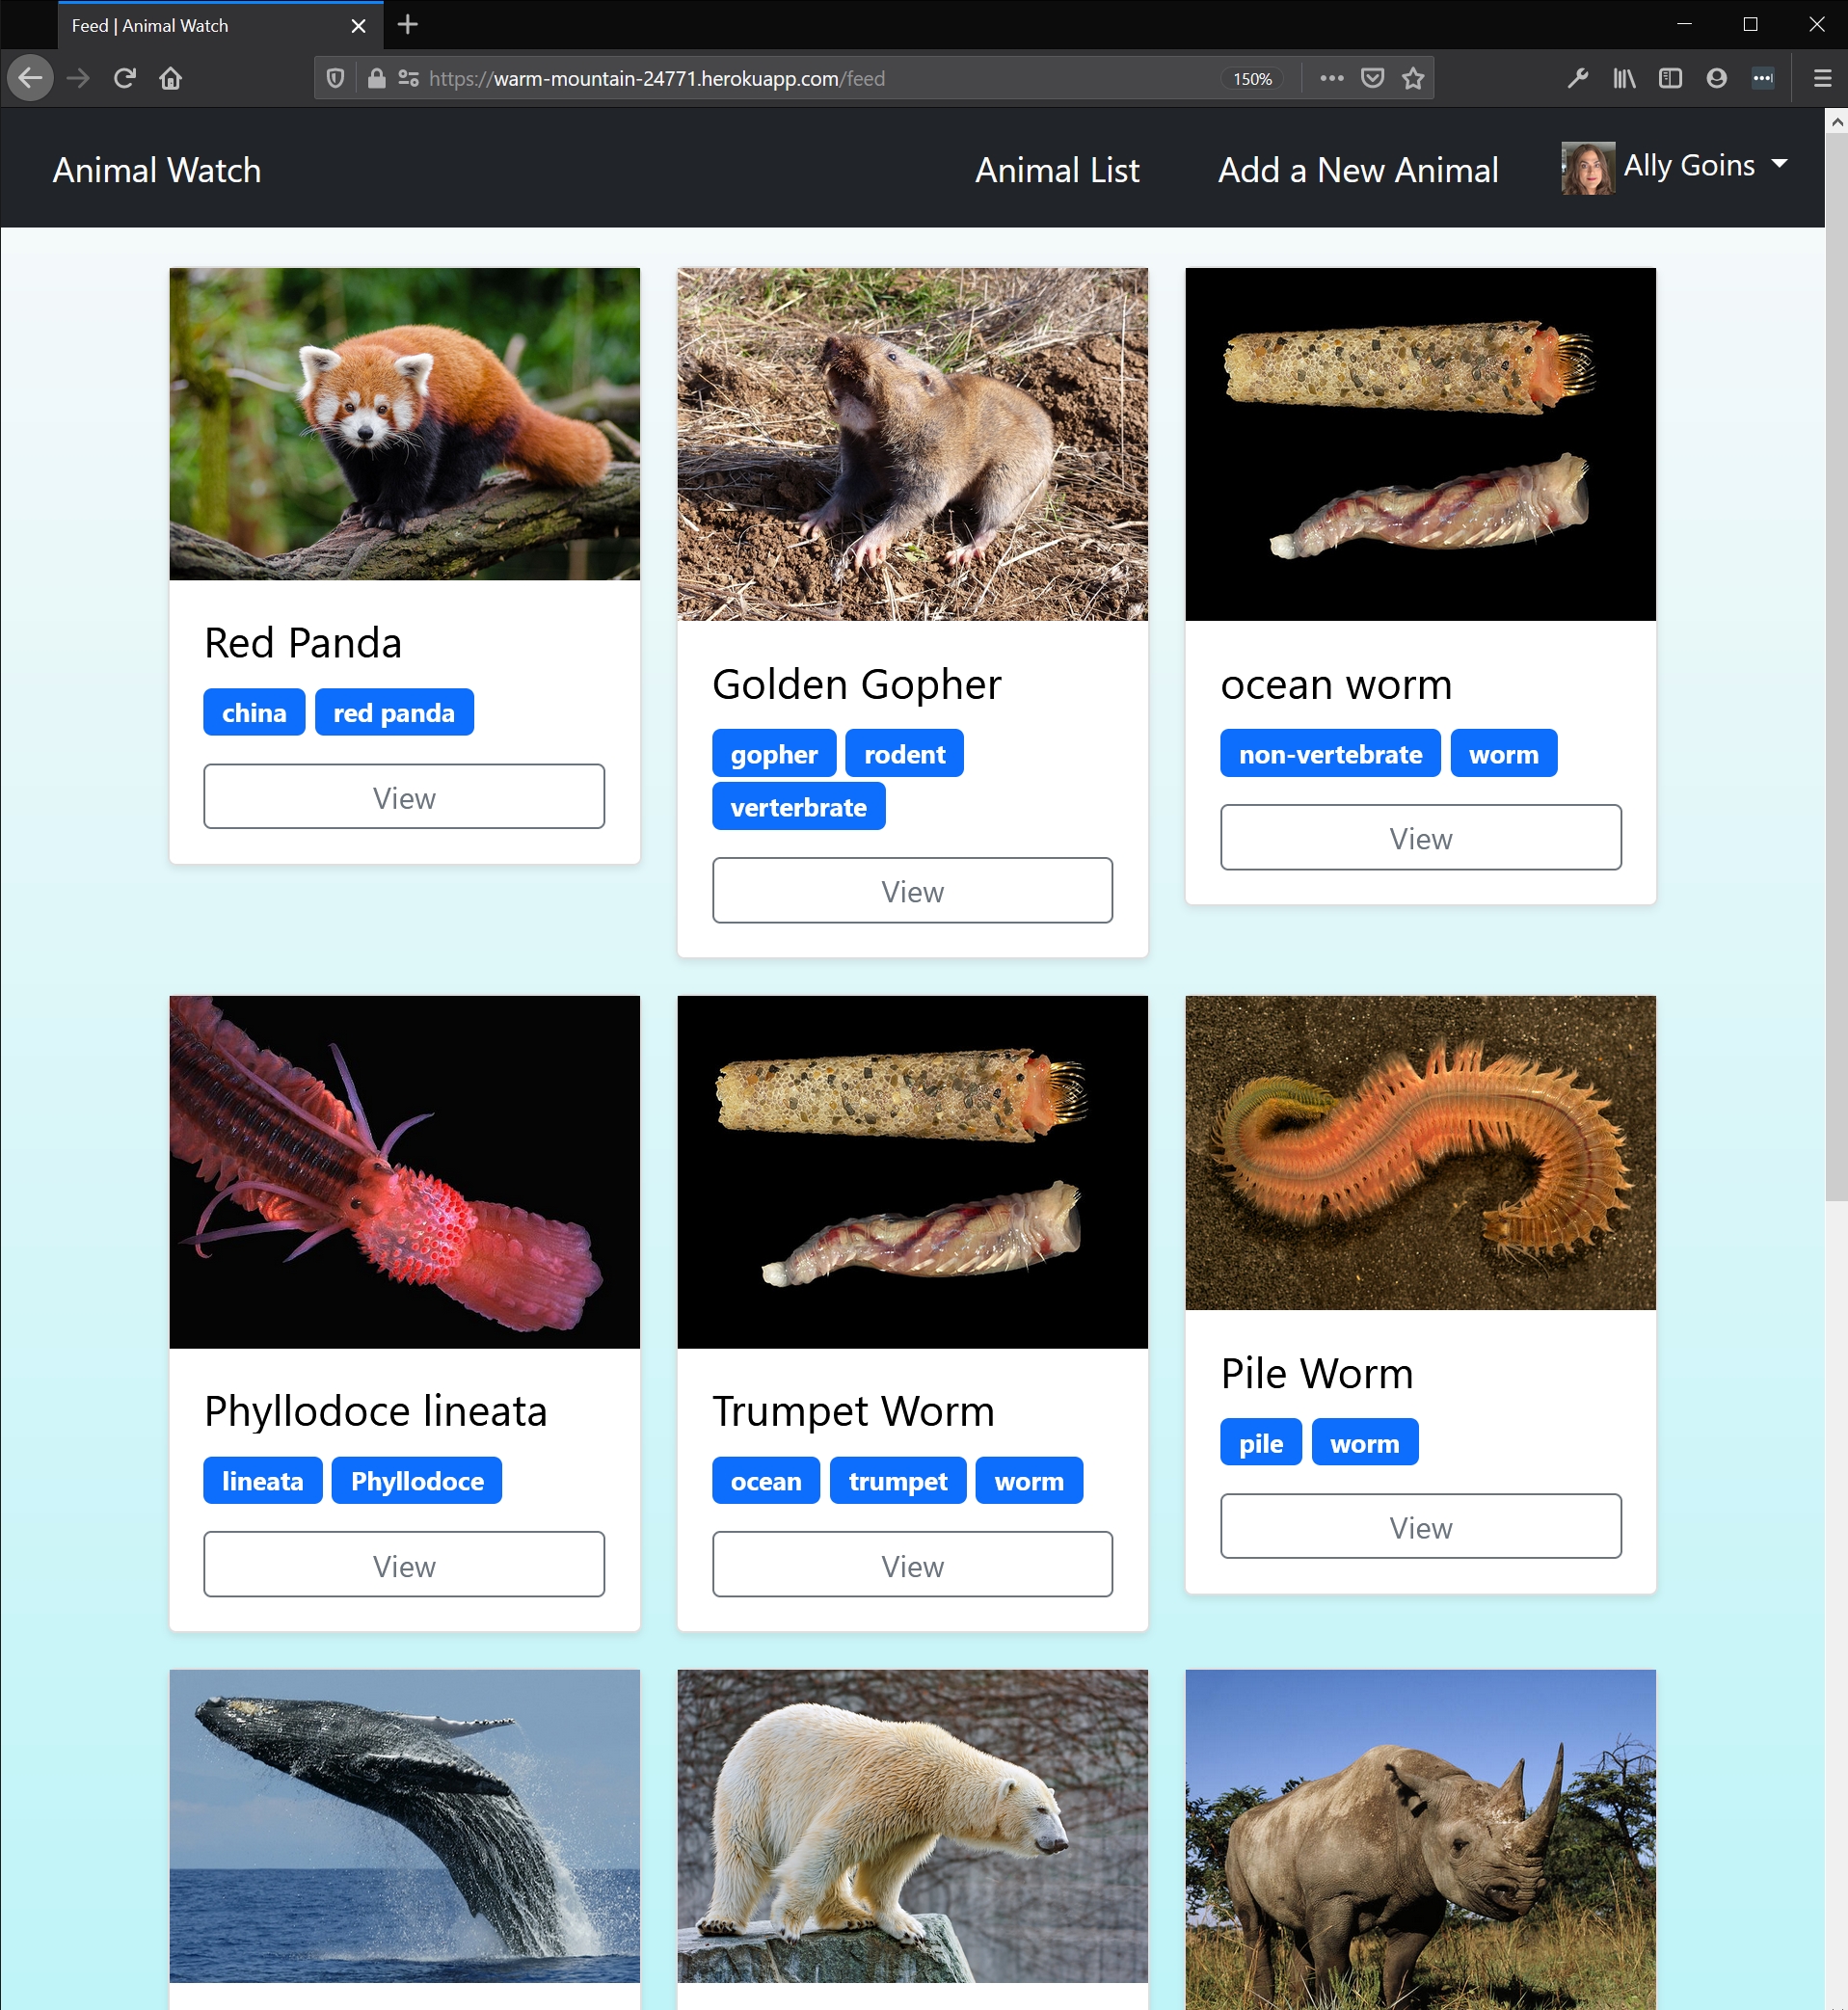 Feed | Animal Watch
https://warm-mountain-24771.herokuapp.com/feed
150%
Animal Watch
Animal List
Add a New Animal
Ally Goins
Red Panda
china red panda
View
Golden Gopher
gopher rodent
verterbrate
View
ocean worm
non-vertebrate worm
View
Phyllodoce lineata
lineata Phyllodoce
View
Trumpet Worm
ocean trumpet worm
View
Pile Worm
pile worm
View